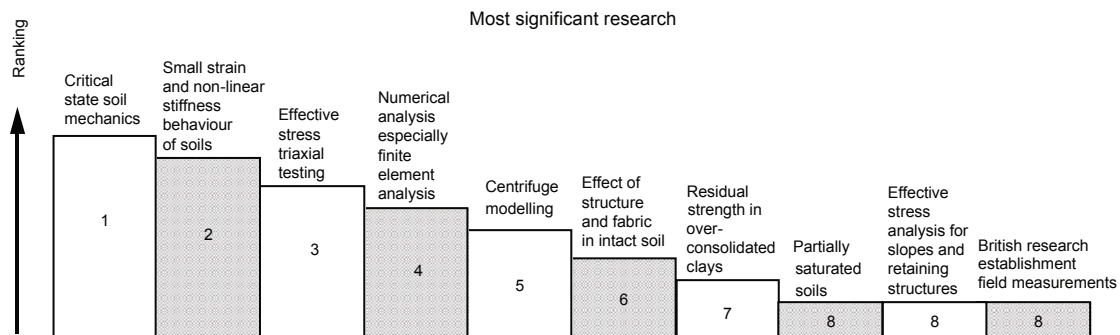 Most significant research
Ranking
Critical
state soil
mechanics
Small strain
and non-linear
stiffness
behaviour
of soils
Effective
stress
triaxial
testing
Numerical
analysis
especially
finite
element
analysis
Centrifuge
modelling
Effect of
structure
and fabric
in intact soil
Residual
strength in
over-
consolidated
clays
Partially
saturated
soils
Effective
stress
analysis for
slopes and
retaining
structures
British research
establishment
field measurements
1
2
3
4
5
6
7
8
8
8